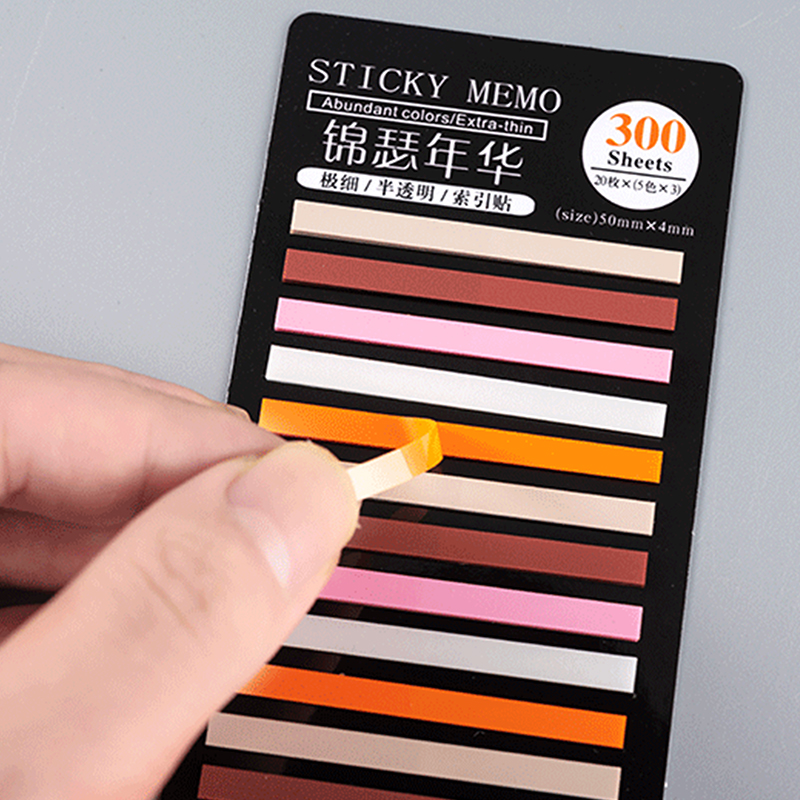 STICKY MEMO
Abundant colors/Extra-thin
锦瑟年华
极细/半透明/索引贴
300
Sheets
20枚×(5色×3)
(size)50mm×4mm